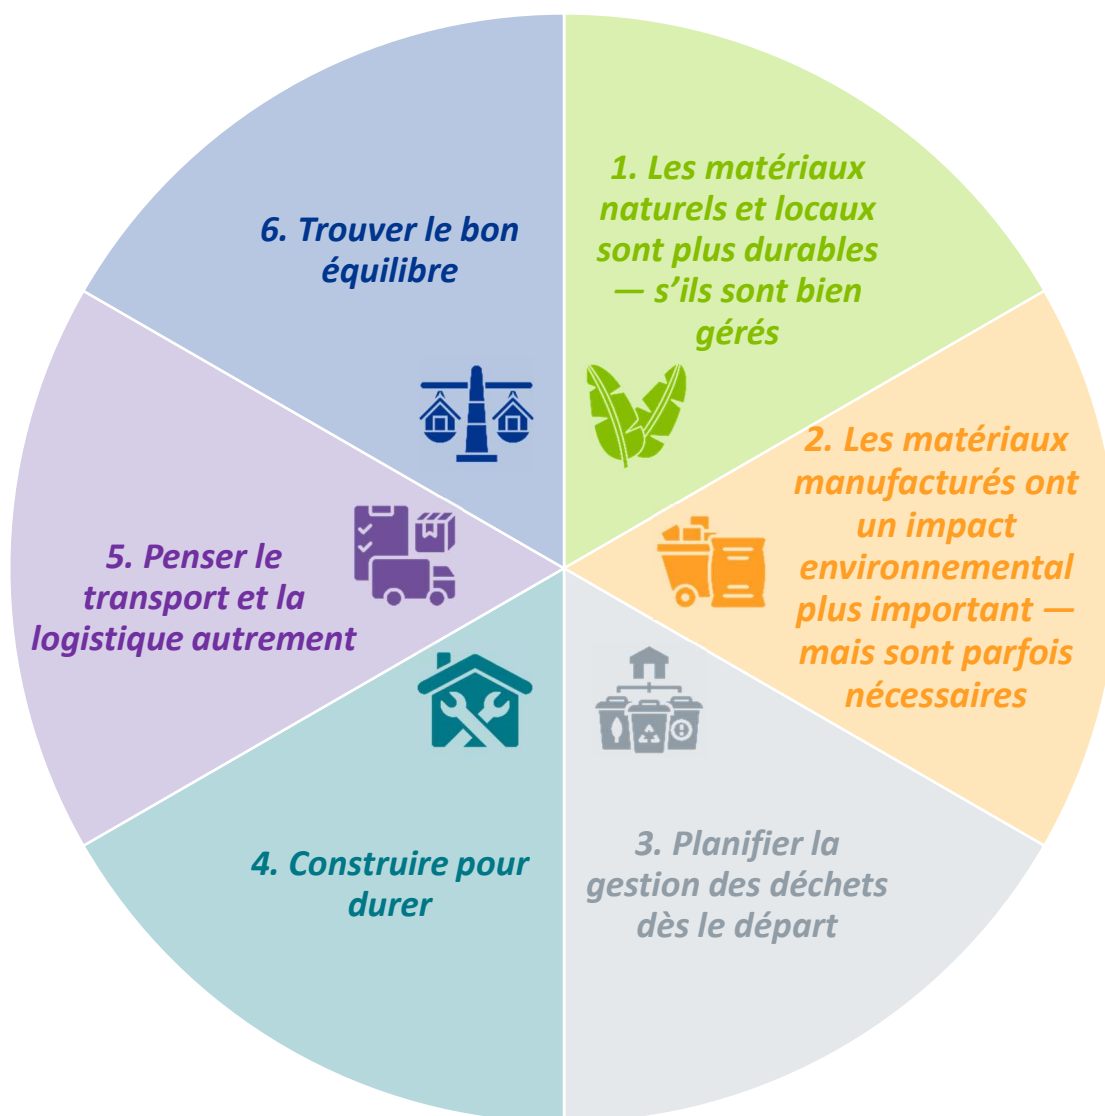 1. Les matériaux
naturels et locaux
sont plus durables
— s’ils sont bien
gérés
2. Les matériaux
manufacturés ont
un impact
environnemental
plus important —
mais sont parfois
nécessaires
3. Planifier la
gestion des déchets
dès le départ
4. Construire pour
durer
5. Penser le
transport et la
logistique autrement
6. Trouver le bon
équilibre